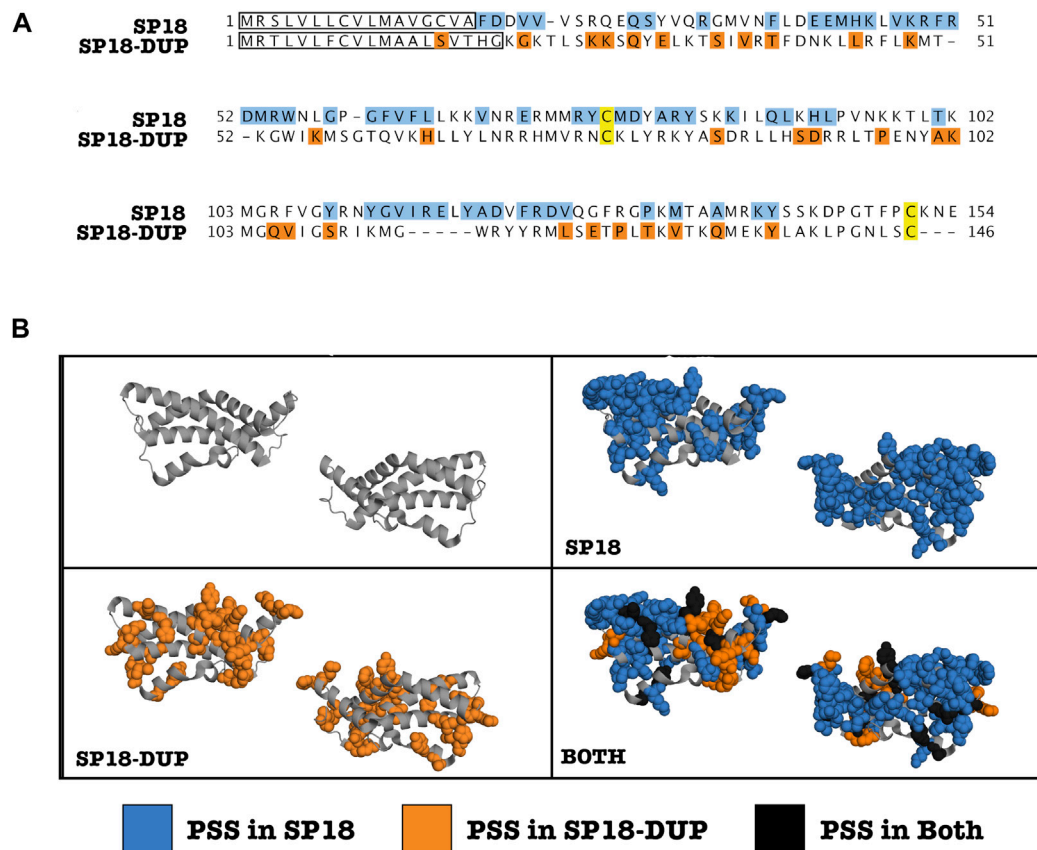 A
SP18 1 MRSLVLLCVLMAVGCVAFDDVV-VSRQEQSYVQRGMVNFLDEEMHKLVKRFR 51
SP18-DUP 1 MRTLVLFCVLMAALSVTHGKGKTLSKKSQYELKTSIVRTFDNKLLRFLKMT- 51
SP18 52 DMRWNLGP-GFVFLLKKVNRERMMRYCMDYARYSKKILQLKHLPVNKKTLTK 102
SP18-DUP 52 -KGWIKMSGTQVKHLLYLNRRHMVRNCKLYRKYASDRLLHSDRRLTPENYAK 102
SP18 103 MGRFVGYRNYGVIRELYADVFRDVQGFRGPKMTAAMRKYSSKDPGTFPCKNE 154
SP18-DUP 103 MGQVIGSRIKMG-----WRYYRMLSETPLTKVTKQMEKYLAKLPGNLSC--- 146
B
SP18
SP18-DUP
BOTH
PSS in SP18
PSS in SP18-DUP
PSS in Both